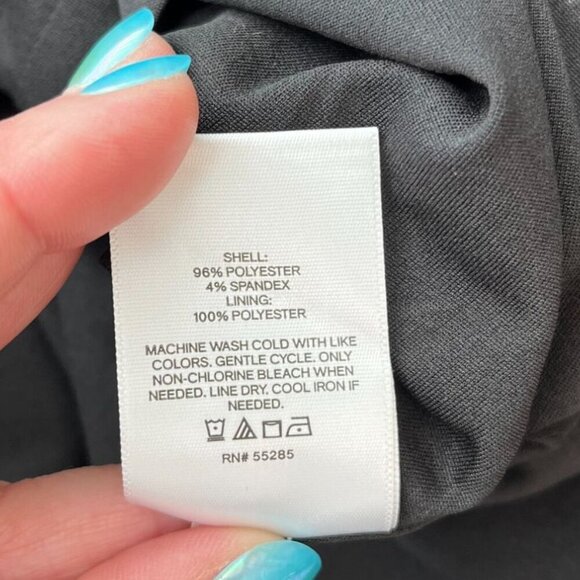 SHELL:
96% POLYESTER
4% SPANDEX
LINING:
100% POLYESTER
MACHINE WASH COLD WITH LIKE
COLORS. GENTLE CYCLE. ONLY
NON-CHLORINE BLEACH WHEN
NEEDED. LINE DRY. COOL IRON IF
NEEDED.
RN# 55285